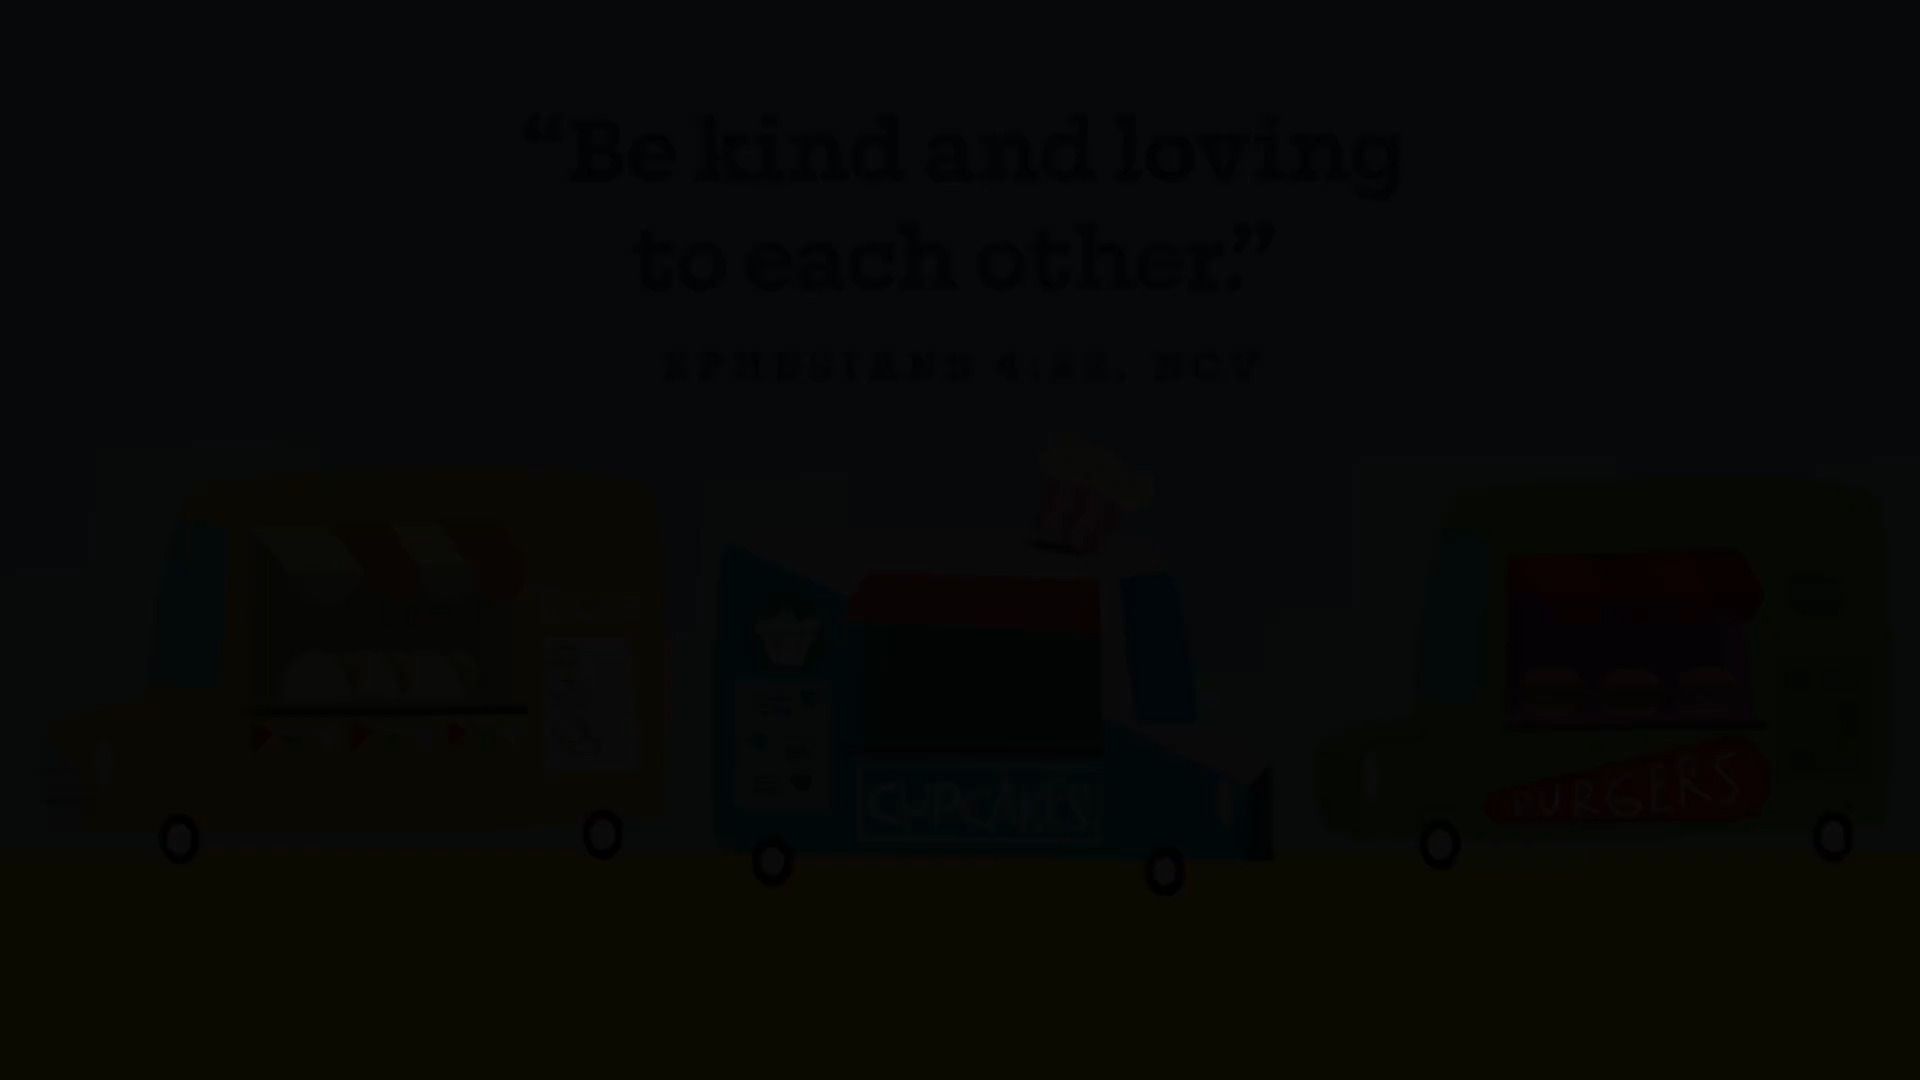 “Be kind and loving
to each other.”
EPHESIANS 4:32, NCV
CUPCAKES
BURGERS